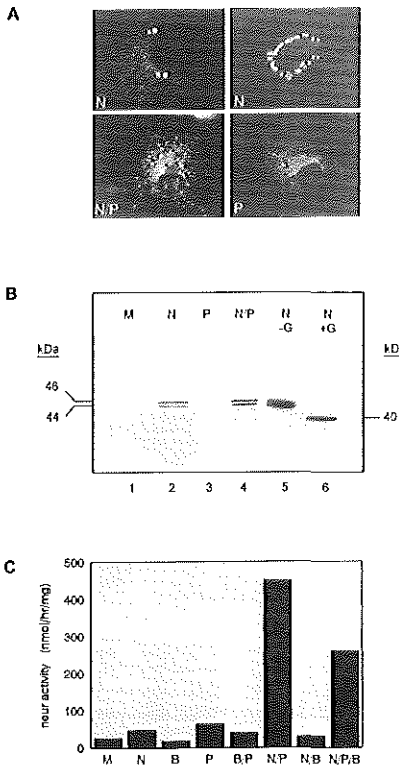 A
N
N
N/P
P
B
M N P N/P N N
-G +G
kDa
kD
46
44
40
1 2 3 4 5 6
C
neur activity (nmol/hr/mg)
500
400
300
200
100
0
M N B P B/P N/P N/B N/P/B